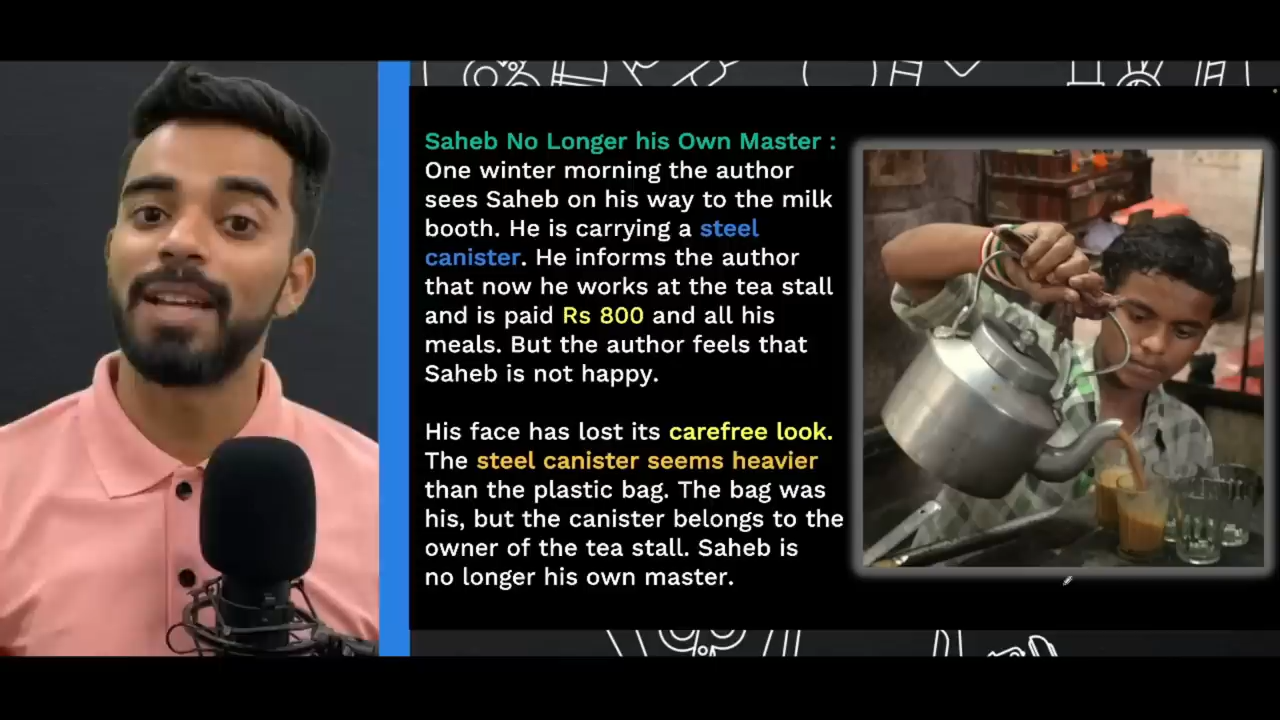 Saheb No Longer his Own Master :
One winter morning the author
sees Saheb on his way to the milk
booth. He is carrying a steel
canister. He informs the author
that now he works at the tea stall
and is paid Rs 800 and all his
meals. But the author feels that
Saheb is not happy.
His face has lost its carefree look.
The steel canister seems heavier
than the plastic bag. The bag was
his, but the canister belongs to the
owner of the tea stall. Saheb is
no longer his own master.